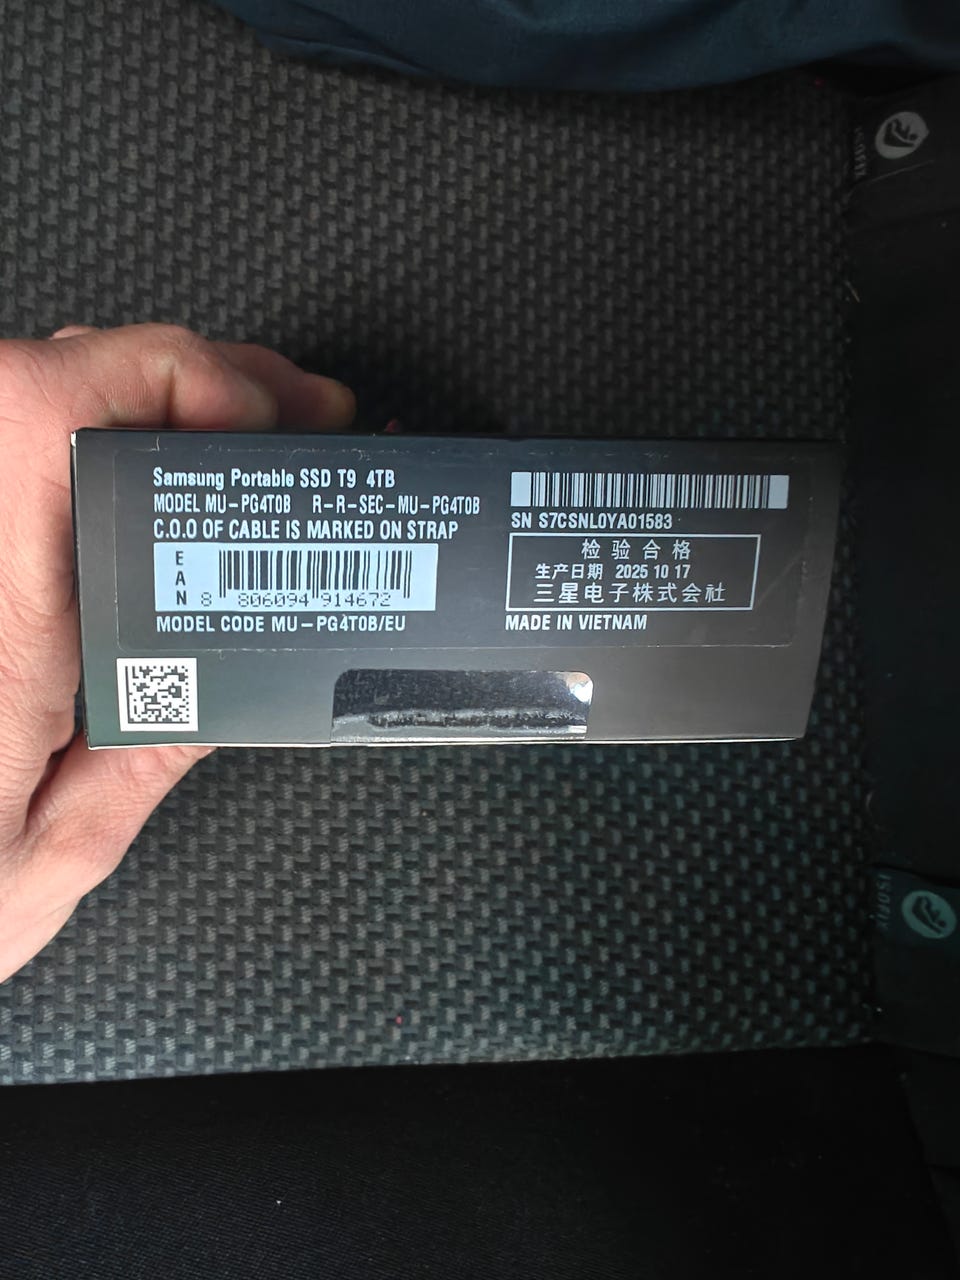 Samsung Portable SSD T9 4TB
MODEL MU-PG4T0B R-R-SEC-MU-PG4T0B
C.O.O OF CABLE IS MARKED ON STRAP
EAN
8 806094 914672
MODEL CODE MU-PG4T0B/EU
SN S7CSNL0YA01583
检验合格
生产日期 2025 10 17
三星电子株式会社
MADE IN VIETNAM